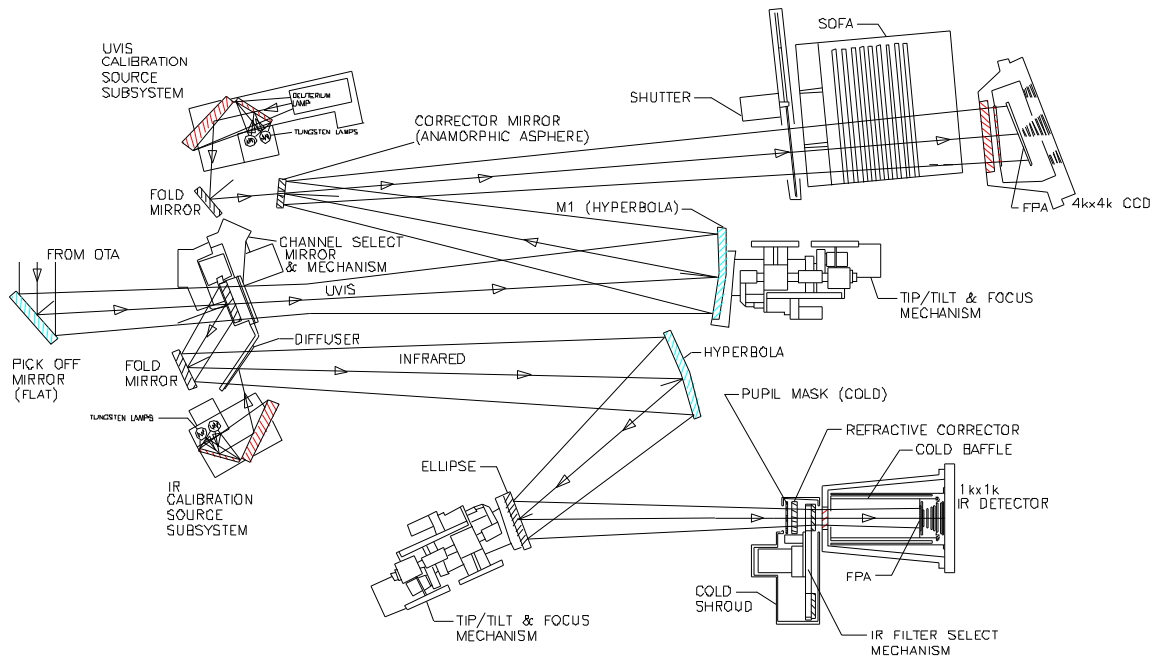 SOFA
UVIS
CALIBRATION
SOURCE
SUBSYSTEM
DEUTERIUM
LAMP
TUNGSTEN LAMPS
SHUTTER
CORRECTOR MIRROR
(ANAMORPHIC ASPHERE)
FOLD
MIRROR
M1 (HYPERBOLA)
FPA
4kx4k CCD
FROM OTA
CHANNEL SELECT
MIRROR
& MECHANISM
UVIS
TIP/TILT & FOCUS
MECHANISM
PICK OFF
MIRROR
(FLAT)
FOLD
MIRROR
DIFFUSER
INFRARED
HYPERBOLA
TUNGSTEN LAMPS
PUPIL MASK (COLD)
REFRACTIVE CORRECTOR
COLD BAFFLE
ELLIPSE
1kx1k
IR DETECTOR
IR
CALIBRATION
SOURCE
SUBSYSTEM
FPA
COLD
SHROUD
TIP/TILT & FOCUS
MECHANISM
IR FILTER SELECT
MECHANISM